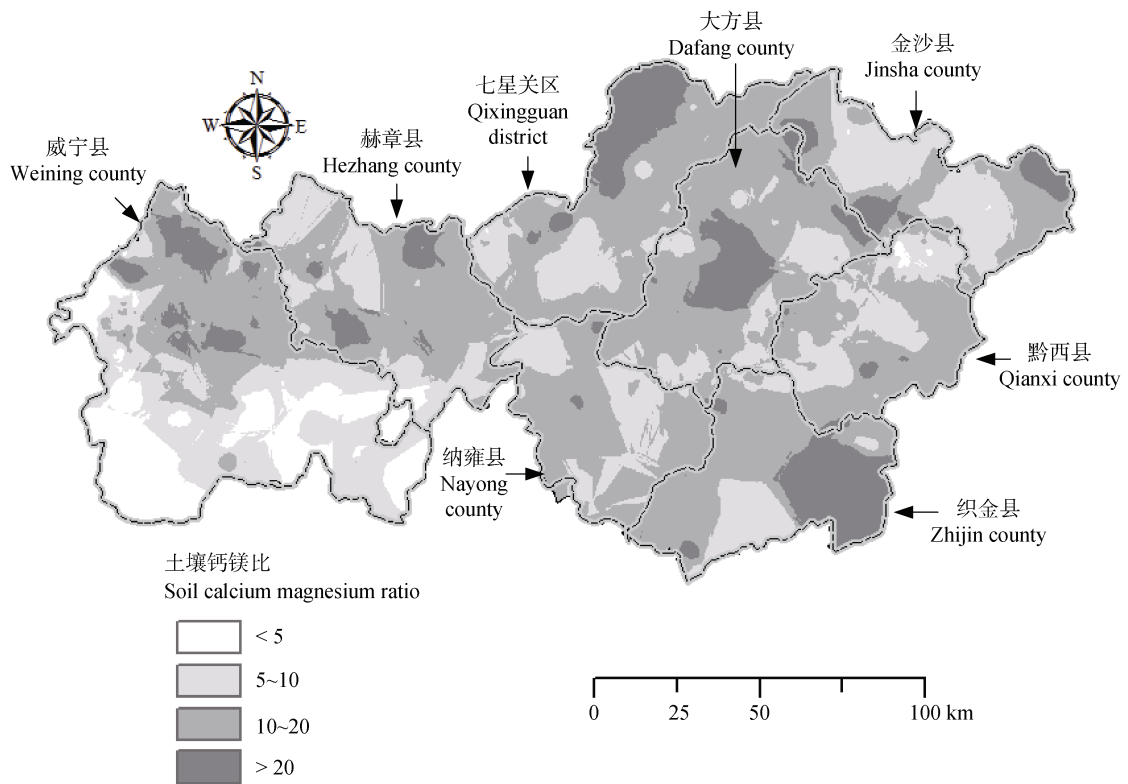 大方县
Dafang county
金沙县
Jinsha county
七星关区
Qixingguan
district
赫章县
Hezhang county
威宁县
Weining county
N
W
E
S
黔西县
Qianxi county
纳雍县
Nayong
county
织金县
Zhijin county
土壤钙镁比
Soil calcium magnesium ratio
< 5
5~10
10~20
> 20
0 25 50 100 km